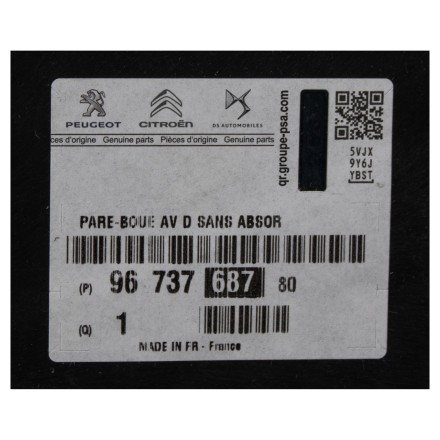 PEUGEOT CITROËN DS AUTOMOBILES
ces d'origine Genuine parts Pièces d'origine Genuine parts
qr.groupe-psa.com
5VJX
9Y6J
YBST
PARE-BOUE AV D SANS ABSOR
(P) 96 737 687 80
(Q) 1
MADE IN FR - France